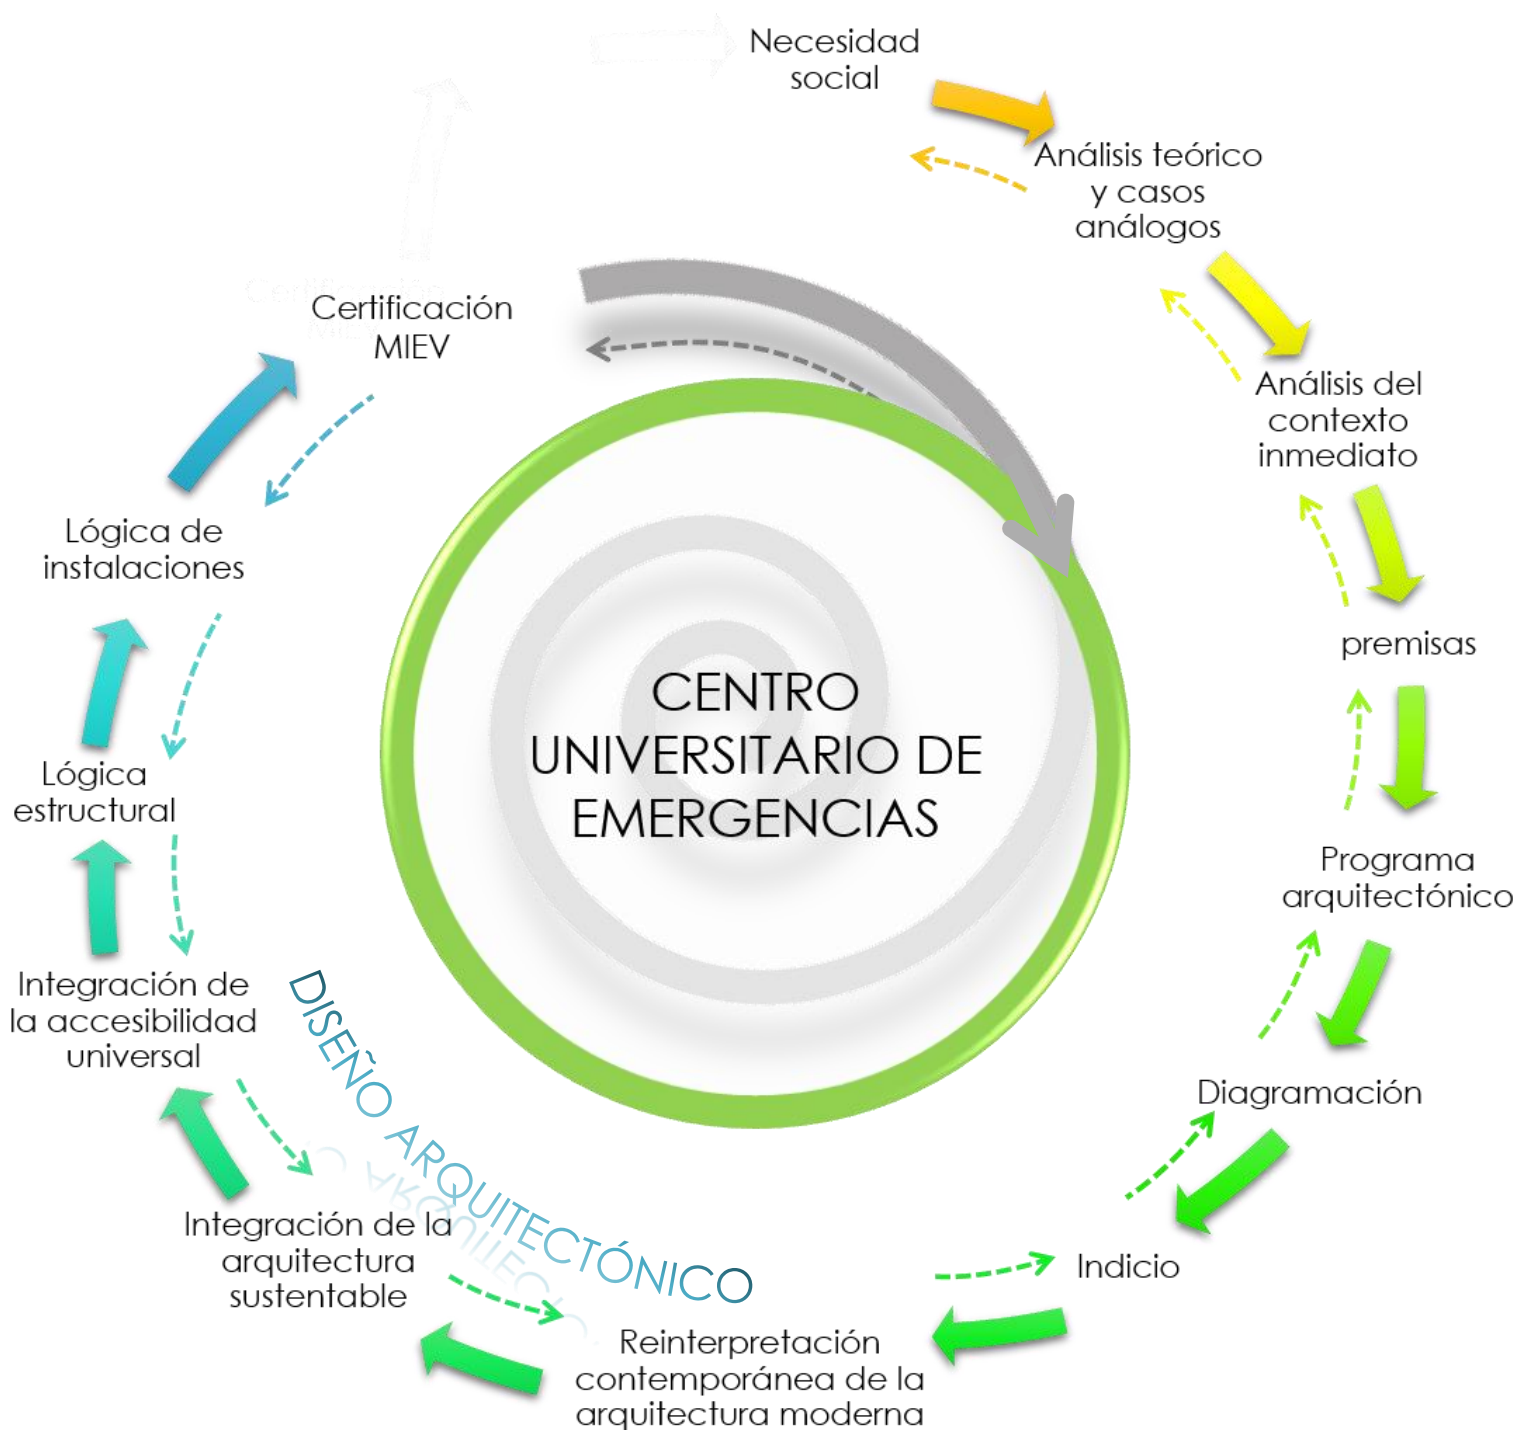 Necesidad
social
Análisis teórico
y casos
análogos
Análisis del
contexto
inmediato
premisas
Programa
arquitectónico
Diagramación
Indicio
Reinterpretación
contemporánea de la
arquitectura moderna
Integración de la
arquitectura
sustentable
Integración de
la accesibilidad
universal
Lógica
estructural
Lógica de
instalaciones
Certificación
MIEV
CENTRO
UNIVERSITARIO DE
EMERGENCIAS
DISEÑO ARQUITECTÓNICO